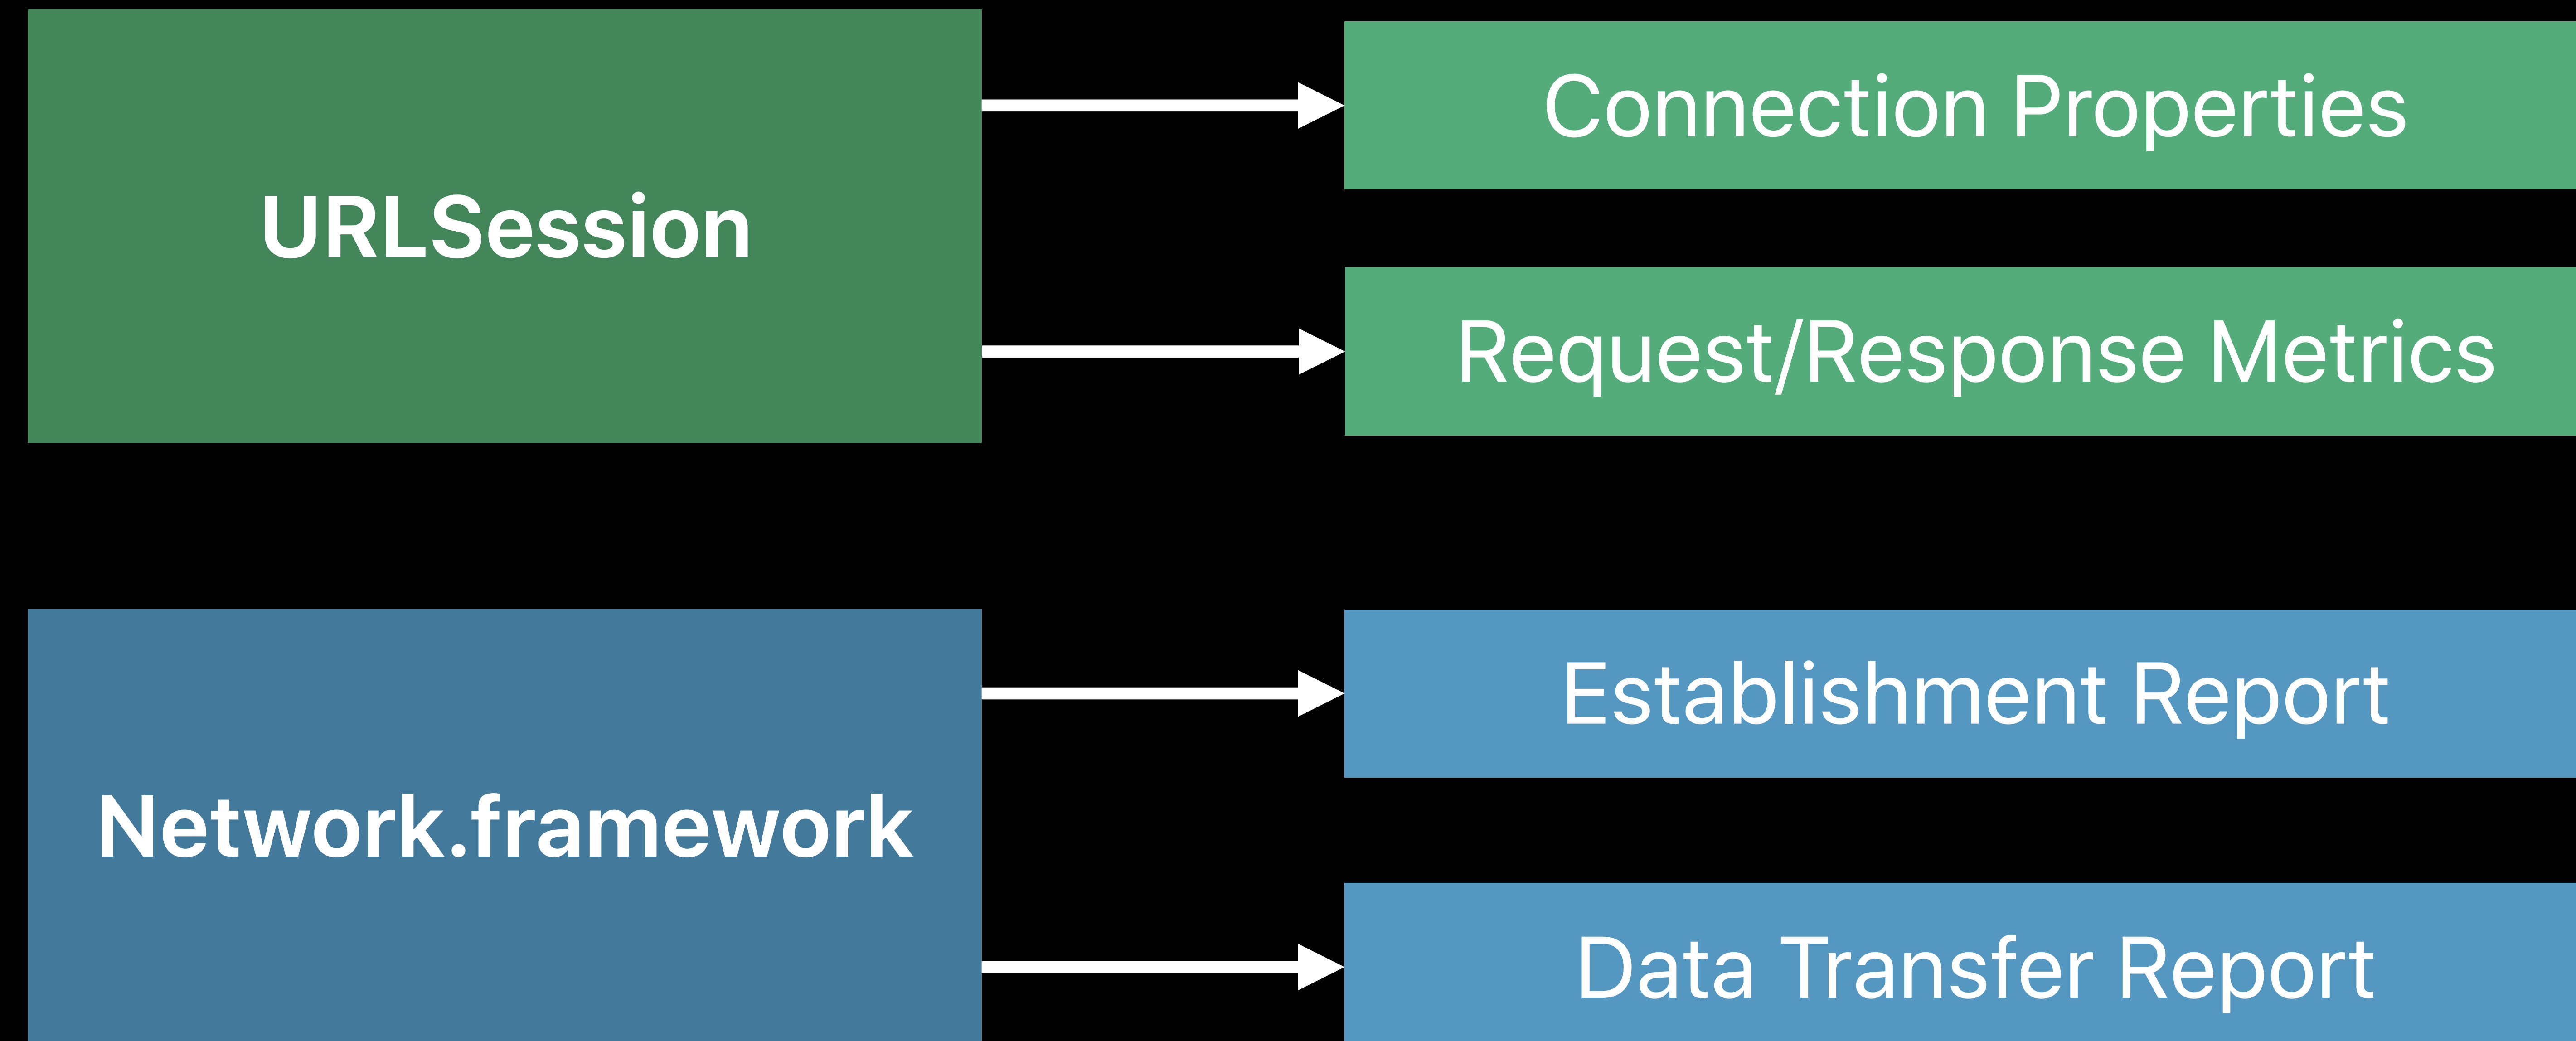 URLSession
Connection Properties
Request/Response Metrics
Network.framework
Establishment Report
Data Transfer Report